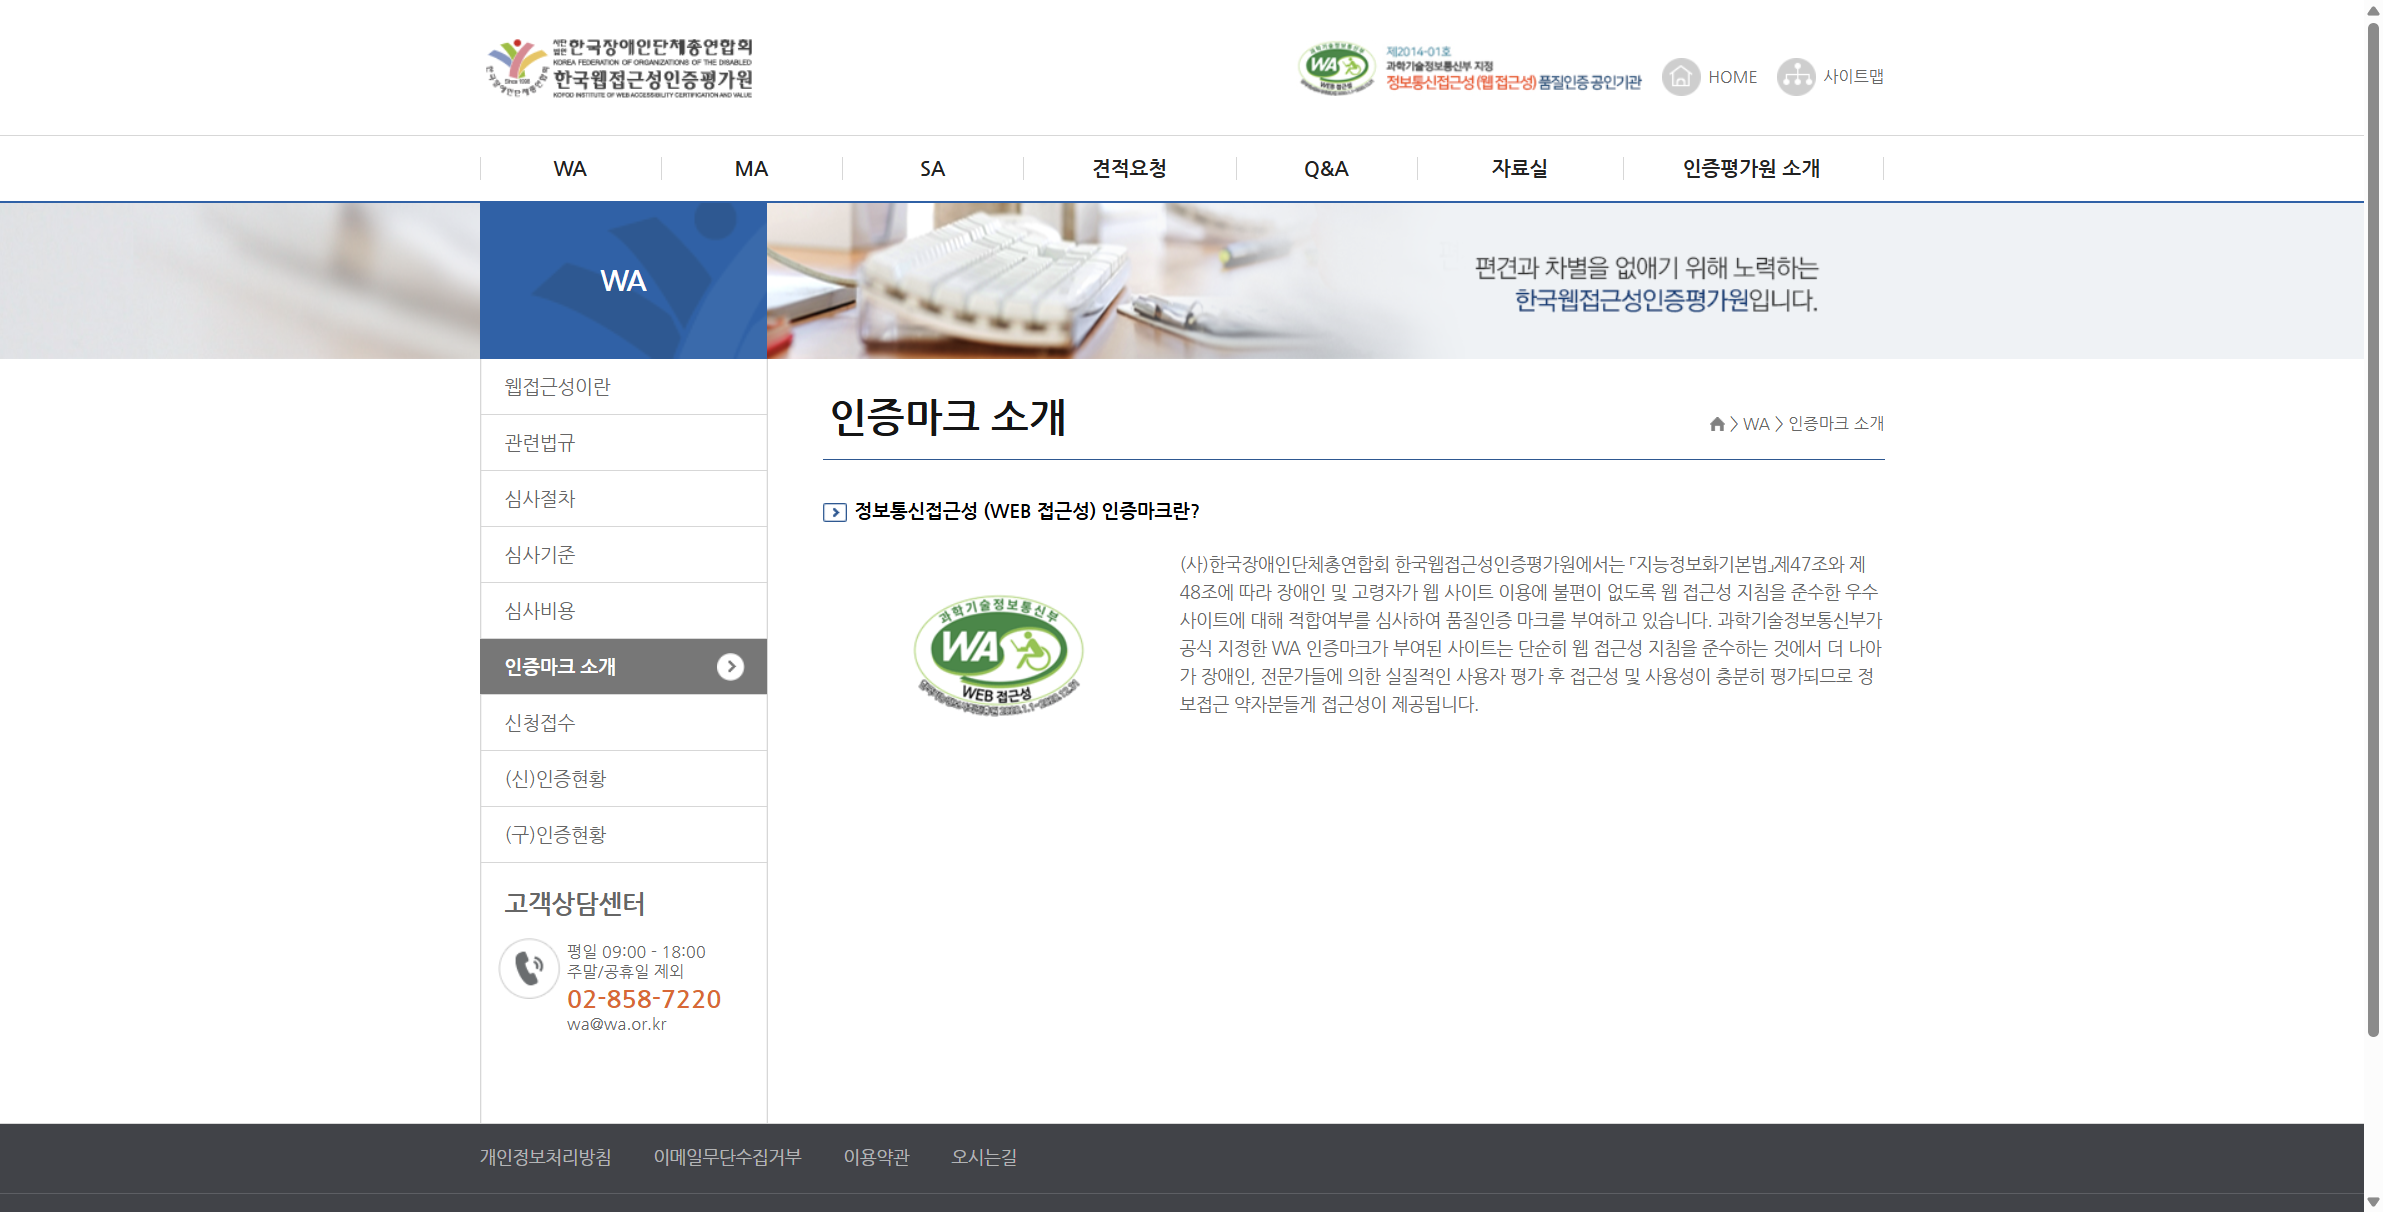 사단법인 한국장애인단체총연합회
KOREA FEDERATION OF ORGANIZATIONS OF THE DISABLED
한국웹접근성인증평가원
KOFOD INSTITUTE OF WEB ACCESSIBILITY CERTIFICATION AND VALUE
Since 1998
과학기술정보통신부
WA
WEB 접근성
제2014-01호
과학기술정보통신부 지정
정보통신접근성(웹 접근성) 품질인증 공인기관
HOME
사이트맵
WA
MA
SA
견적요청
Q&A
자료실
인증평가원 소개
WA
편견과 차별을 없애기 위해 노력하는
한국웹접근성인증평가원입니다.
웹접근성이란
관련법규
심사절차
심사기준
심사비용
인증마크 소개
신청접수
(신)인증현황
(구)인증현황
고객상담센터
평일 09:00 - 18:00
주말/공휴일 제외
02-858-7220
wa@wa.or.kr
인증마크 소개
> WA > 인증마크 소개
정보통신접근성 (WEB 접근성) 인증마크란?
과학기술정보통신부
WA
WEB 접근성
(사)한국장애인단체총연합회 한국웹접근성인증평가원에서는 「지능정보화기본법」제47조와 제
48조에 따라 장애인 및 고령자가 웹 사이트 이용에 불편이 없도록 웹 접근성 지침을 준수한 우수
사이트에 대해 적합여부를 심사하여 품질인증 마크를 부여하고 있습니다. 과학기술정보통신부가
공식 지정한 WA 인증마크가 부여된 사이트는 단순히 웹 접근성 지침을 준수하는 것에서 더 나아
가 장애인, 전문가들에 의한 실질적인 사용자 평가 후 접근성 및 사용성이 충분히 평가되므로 정
보접근 약자분들게 접근성이 제공됩니다.
개인정보처리방침
이메일무단수집거부
이용약관
오시는길